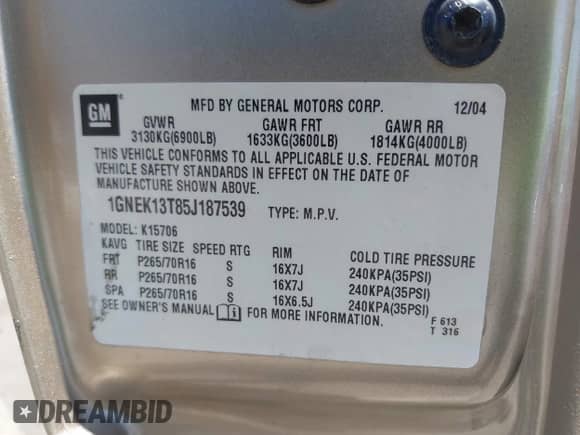 GM
MFD BY GENERAL MOTORS CORP. 12/04
GVWR GAWR FRT GAWR RR
3130KG(6900LB) 1633KG(3600LB) 1814KG(4000LB)
THIS VEHICLE CONFORMS TO ALL APPLICABLE U.S. FEDERAL MOTOR
VEHICLE SAFETY STANDARDS IN EFFECT ON THE DATE OF
MANUFACTURE SHOWN ABOVE.
1GNEK13T85J187539 TYPE: M.P.V.
MODEL: K15706
KAVG TIRE SIZE SPEED RTG RIM COLD TIRE PRESSURE
FRT P265/70R16 S 16X7J 240KPA(35PSI)
RR P265/70R16 S 16X7J 240KPA(35PSI)
SPA P265/70R16 S 16X6.5J 240KPA(35PSI)
SEE OWNER'S MANUAL FOR MORE INFORMATION.
F 613
T 316
DREAMBID